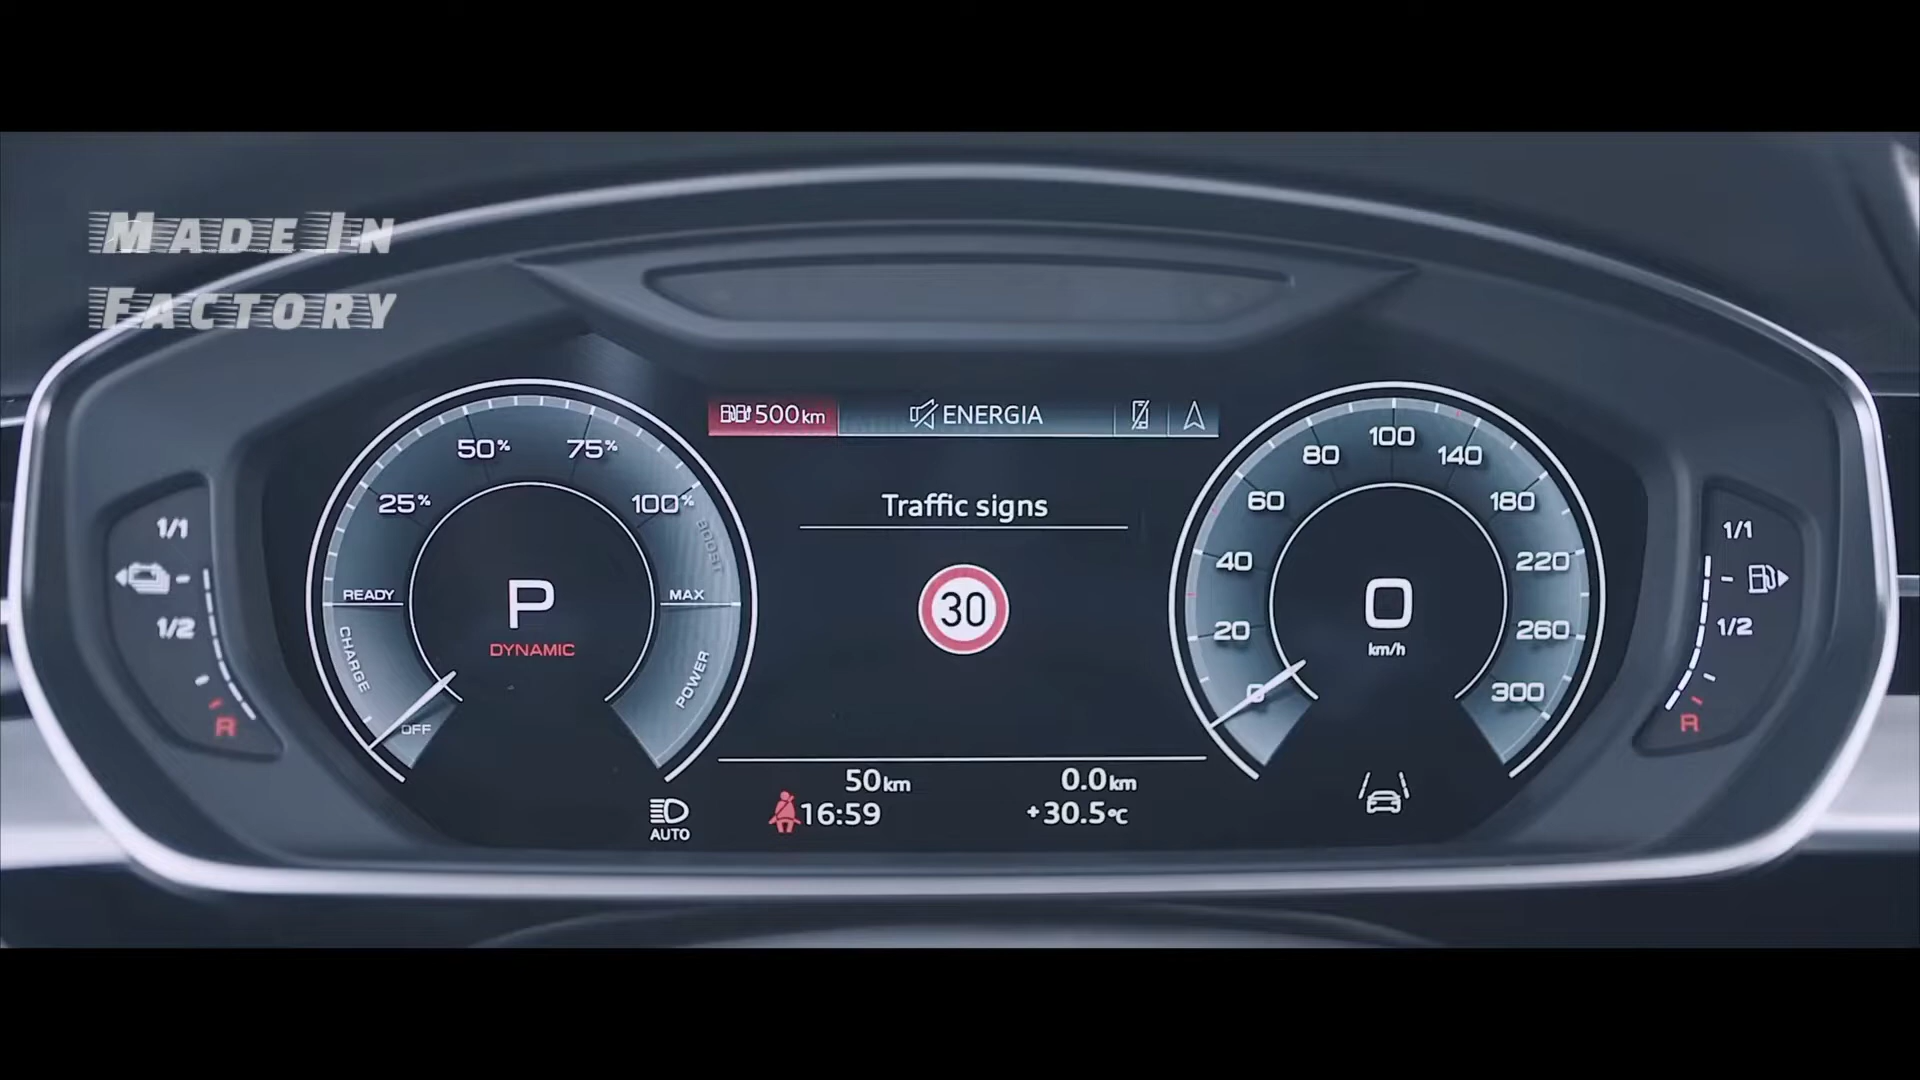 MADE IN
FACTORY
500km
ENERGIA
Traffic signs
30
25%
50%
75%
100%
BOOST
READY
MAX
CHARGE
POWER
OFF
P
DYNAMIC
1/1
1/2
R
0
20
40
60
80
100
140
180
220
260
300
0
km/h
1/1
1/2
R
50km
0.0km
16:59
+30.5°C
AUTO